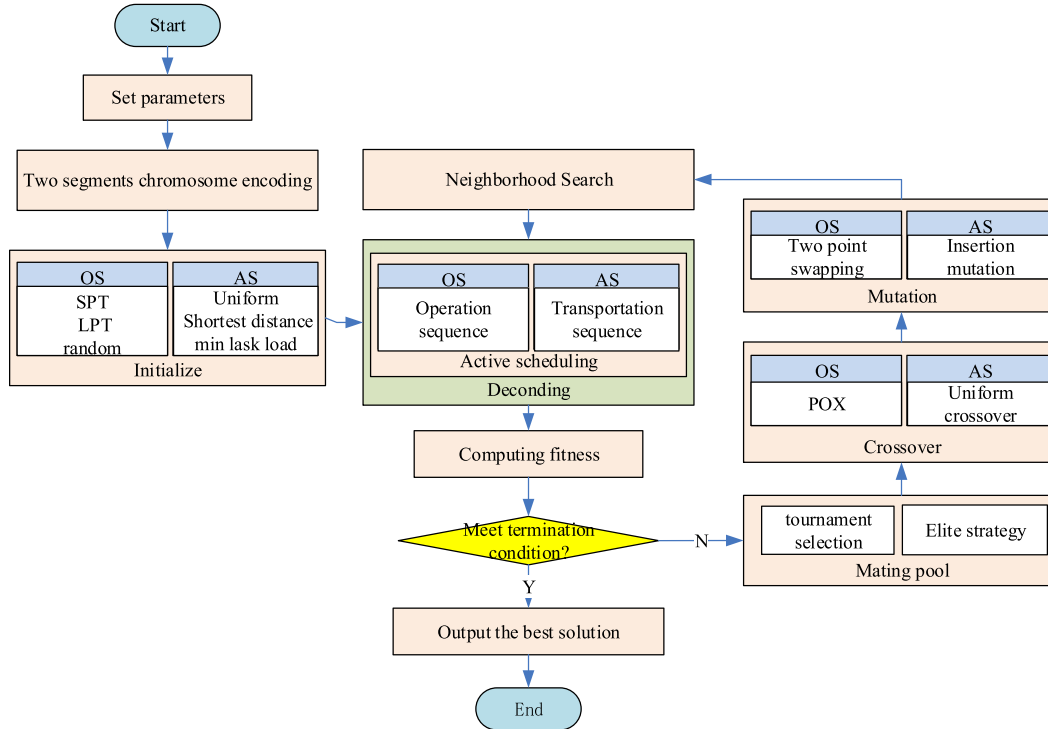 Start
Set parameters
Two segments chromosome encoding
OS
SPT
LPT
random
AS
Uniform
Shortest distance
min lask load
Initialize
Neighborhood Search
OS
Operation
sequence
AS
Transportation
sequence
Active scheduling
Deconding
Computing fitness
Meet termination
condition?
N
Y
Output the best solution
End
OS
Two point
swapping
AS
Insertion
mutation
Mutation
OS
POX
AS
Uniform
crossover
Crossover
tournament
selection
Elite strategy
Mating pool